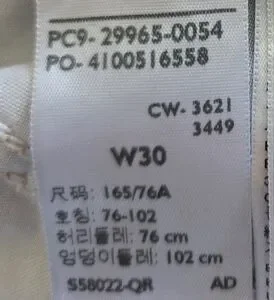 PC9- 29965-0054
PO- 4100516558
CW- 3621
3449
W30
尺码: 165/76A
호칭: 76-102
허리둘레: 76 cm
엉덩이둘레: 102 cm
S58022-QR AD